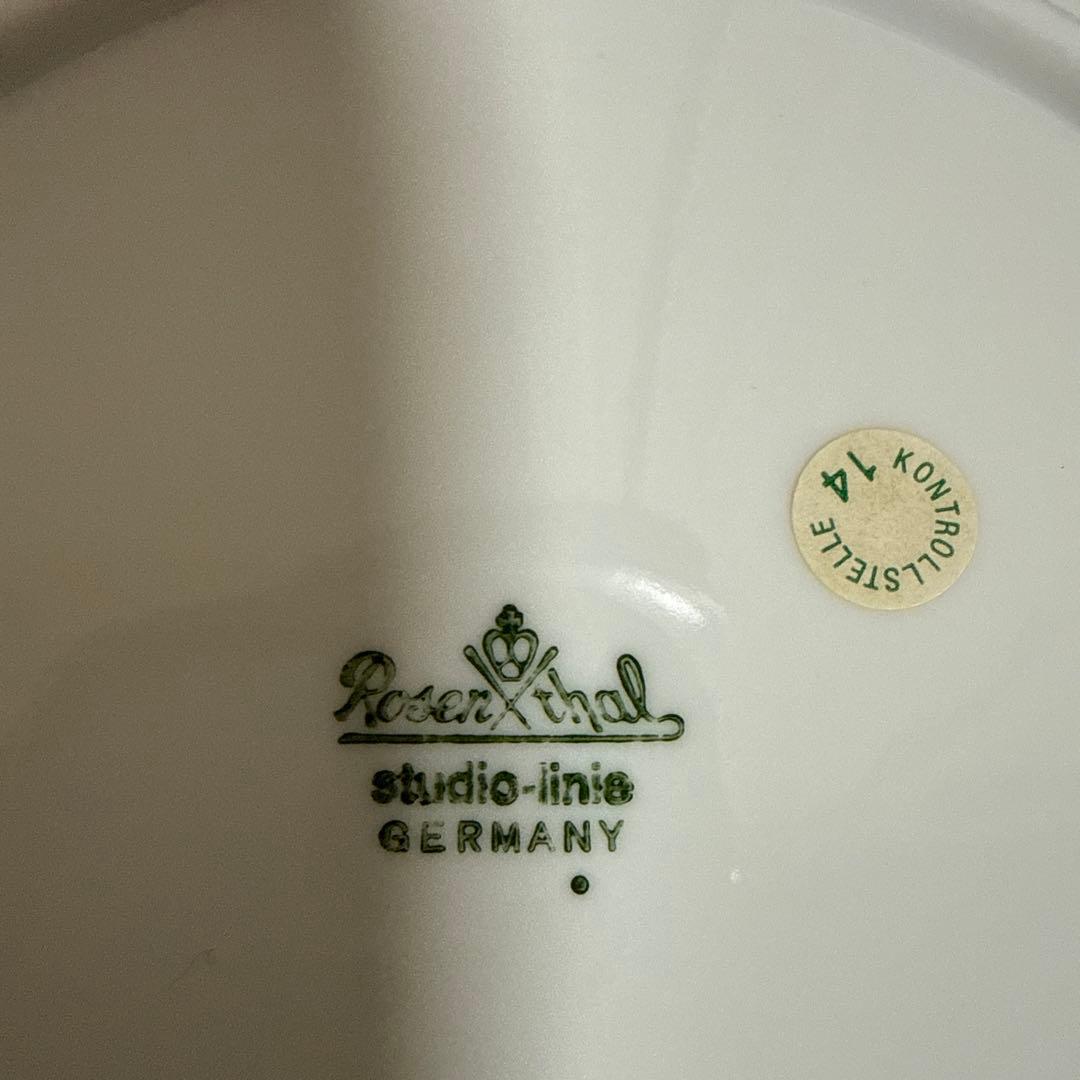 Rosenthal
studio-linie
GERMANY
KONTROLLSTELLE
14